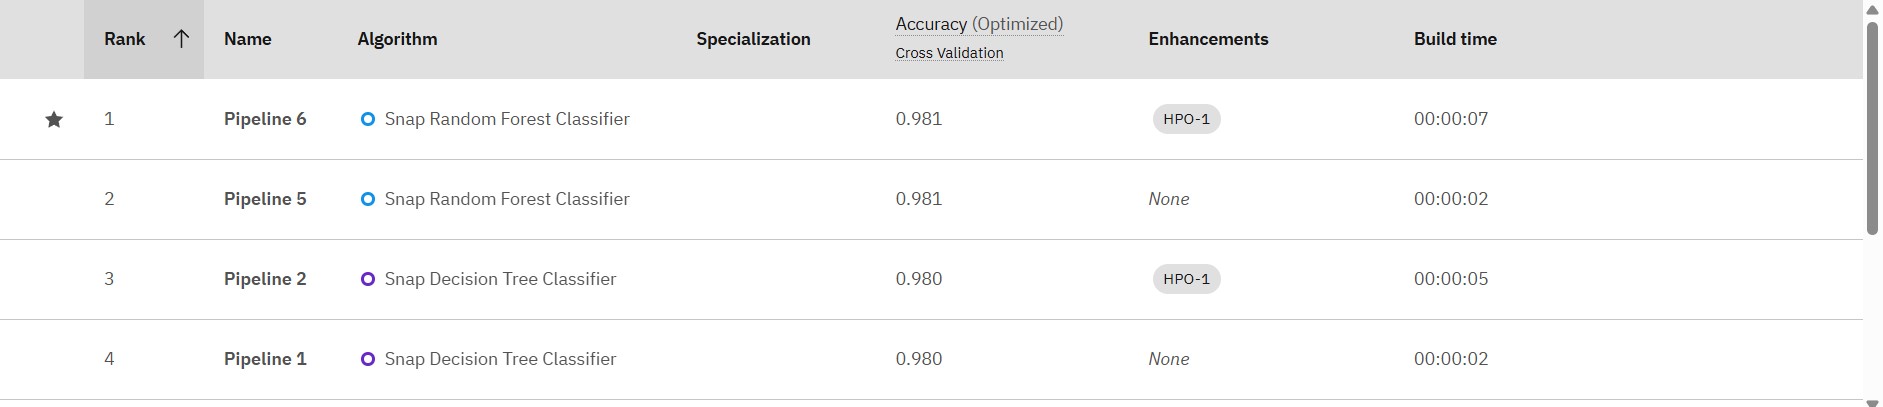 Rank Name Algorithm Specialization Accuracy (Optimized) Enhancements Build time
Cross Validation
1 Pipeline 6 Snap Random Forest Classifier 0.981 HPO-1 00:00:07
2 Pipeline 5 Snap Random Forest Classifier 0.981 None 00:00:02
3 Pipeline 2 Snap Decision Tree Classifier 0.980 HPO-1 00:00:05
4 Pipeline 1 Snap Decision Tree Classifier 0.980 None 00:00:02